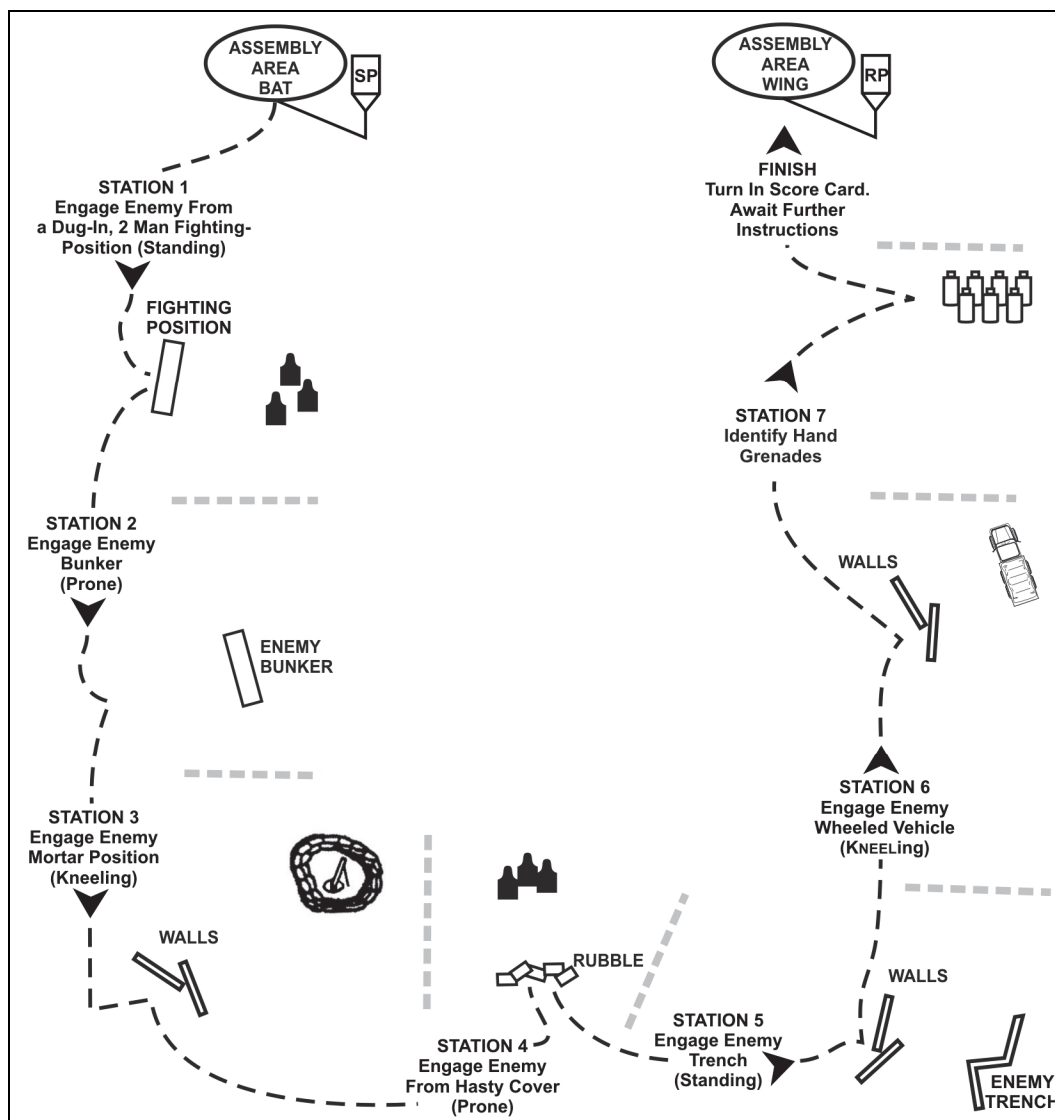 ASSEMBLY
AREA
BAT
SP
STATION 1
Engage Enemy From
a Dug-In, 2 Man Fighting-
Position (Standing)
FIGHTING
POSITION
STATION 2
Engage Enemy
Bunker
(Prone)
ENEMY
BUNKER
STATION 3
Engage Enemy
Mortar Position
(Kneeling)
WALLS
STATION 4
Engage Enemy
From Hasty Cover
(Prone)
RUBBLE
STATION 5
Engage Enemy
Trench
(Standing)
WALLS
ENEMY
TRENCH
STATION 6
Engage Enemy
Wheeled Vehicle
(KNEELing)
WALLS
STATION 7
Identify Hand
Grenades
FINISH
Turn In Score Card.
Await Further
Instructions
ASSEMBLY
AREA
WING
RP